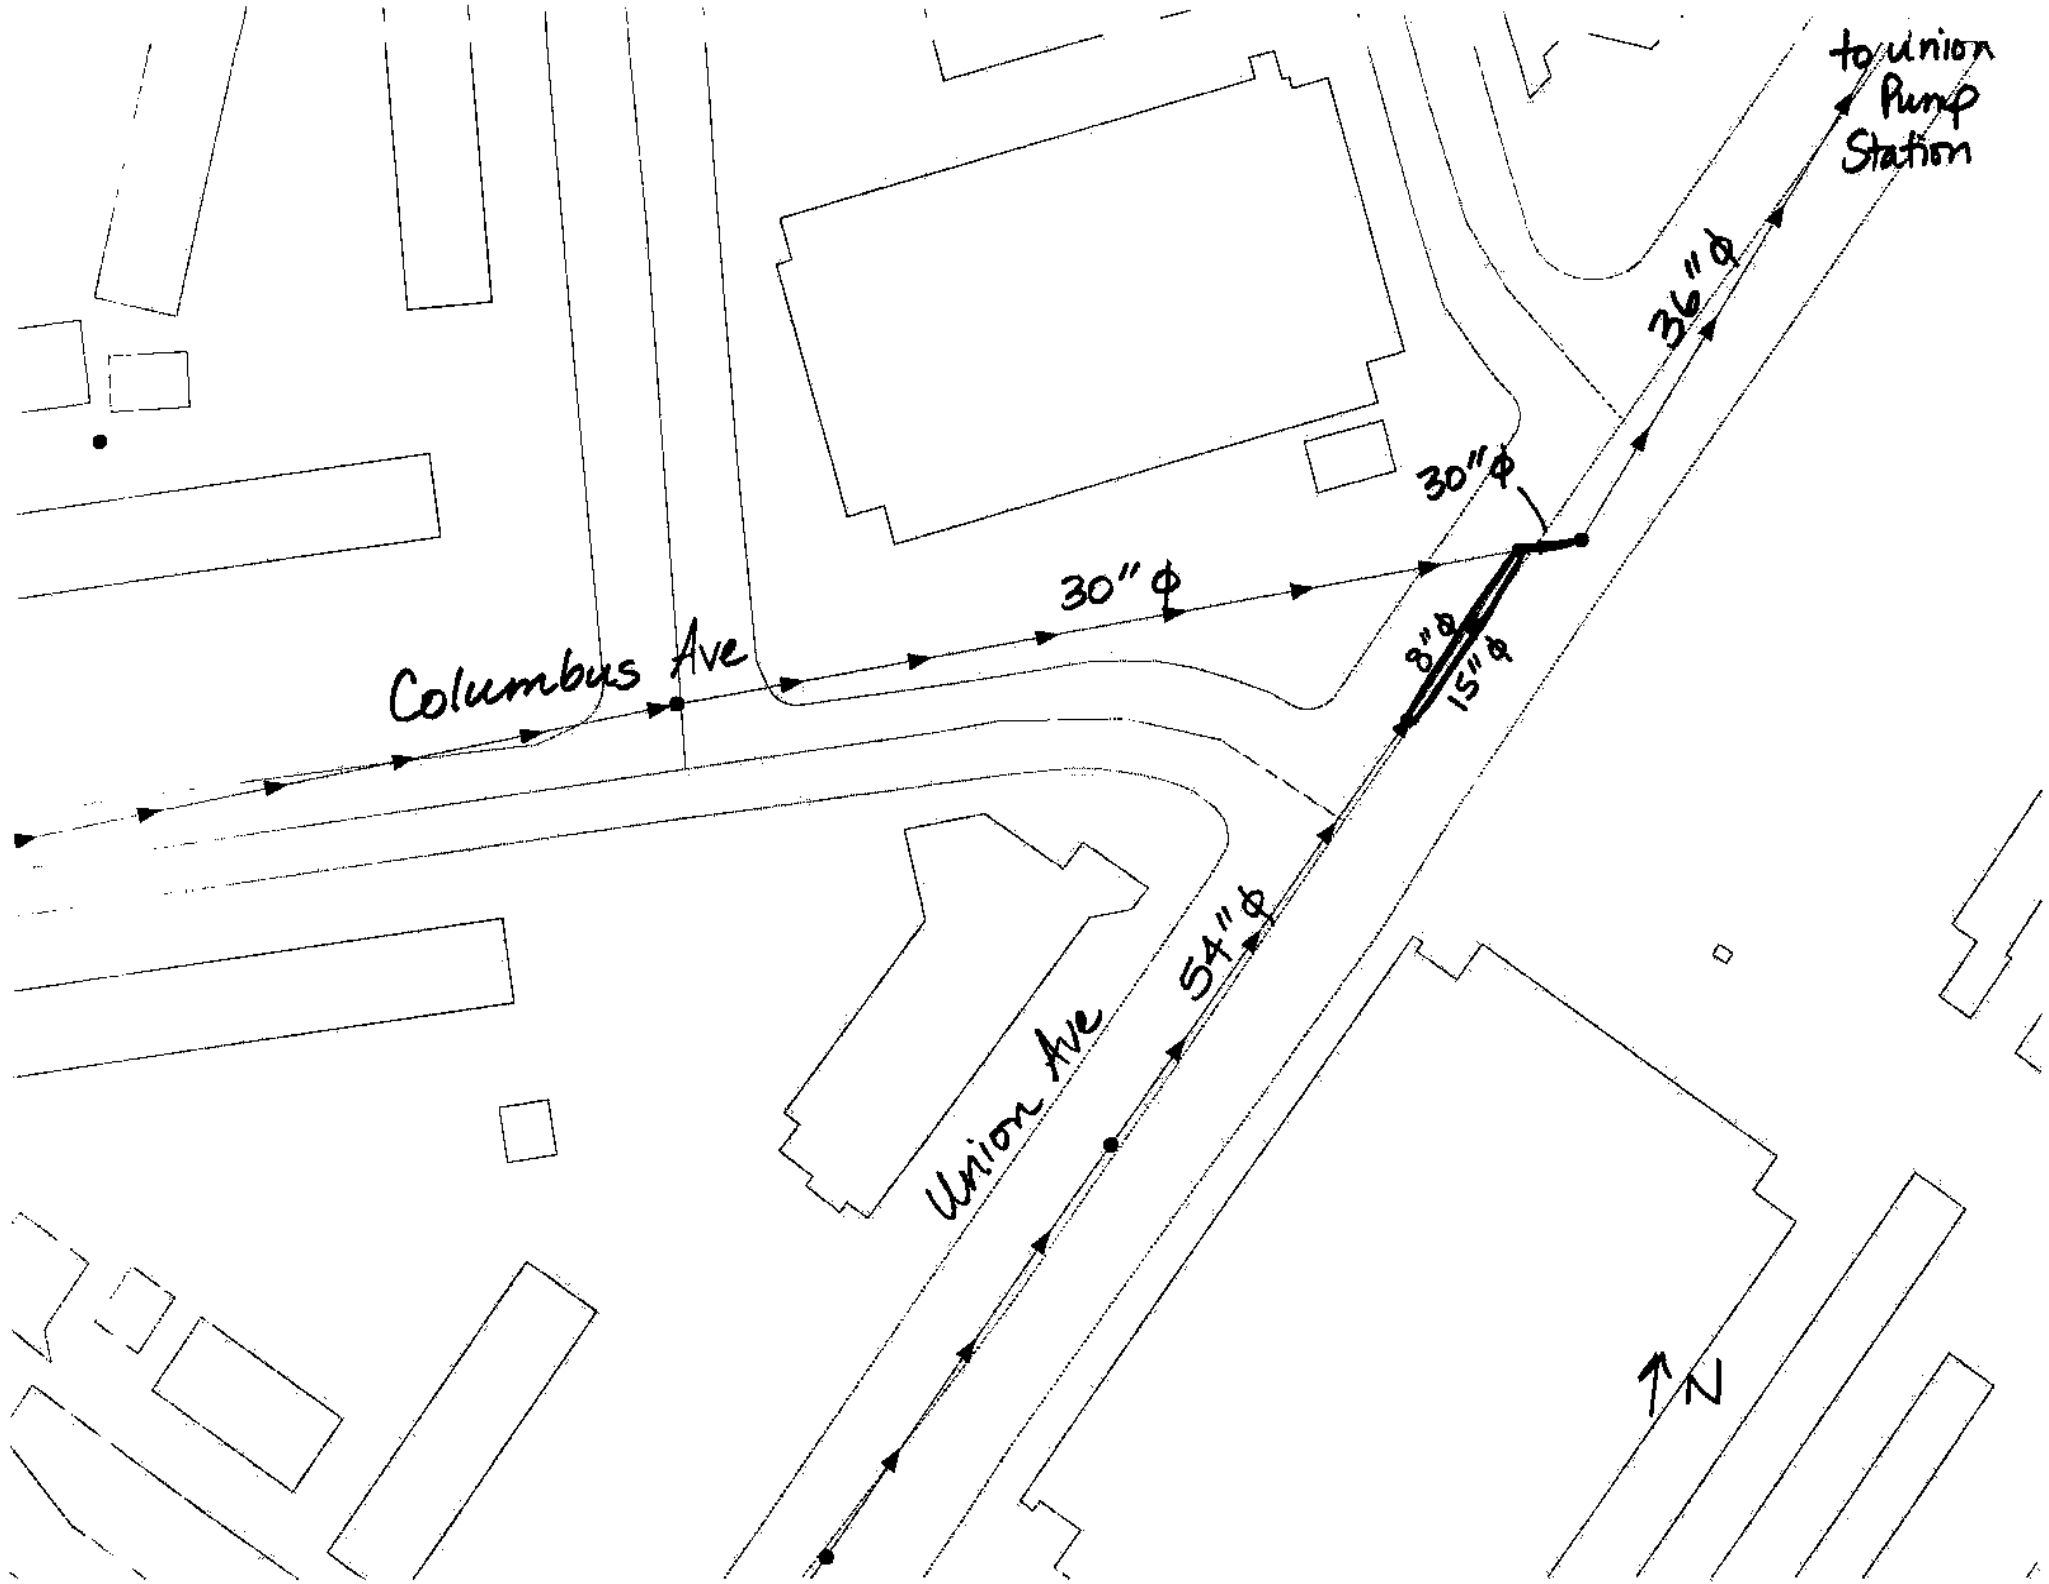 to Union
Pump
Station
36"ϕ
30"ϕ
30"ϕ
Columbus Ave
8"ϕ
15"ϕ
54"ϕ
Union Ave
N